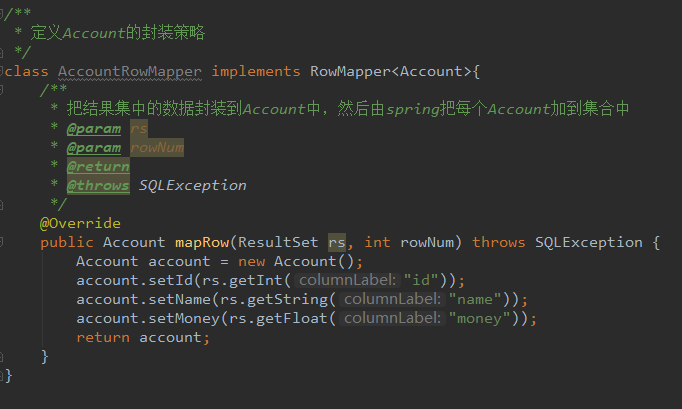 /**
 * 定义Account的封装策略
 */
class AccountRowMapper implements RowMapper<Account>{
    /**
     * 把结果集中的数据封装到Account中，然后由spring把每个Account加到集合中
     * @param rs
     * @param rowNum
     * @return
     * @throws SQLException
     */
    @Override
    public Account mapRow(ResultSet rs, int rowNum) throws SQLException {
        Account account = new Account();
        account.setId(rs.getInt( columnLabel: "id"));
        account.setName(rs.getString( columnLabel: "name"));
        account.setMoney(rs.getFloat( columnLabel: "money"));
        return account;
    }
}